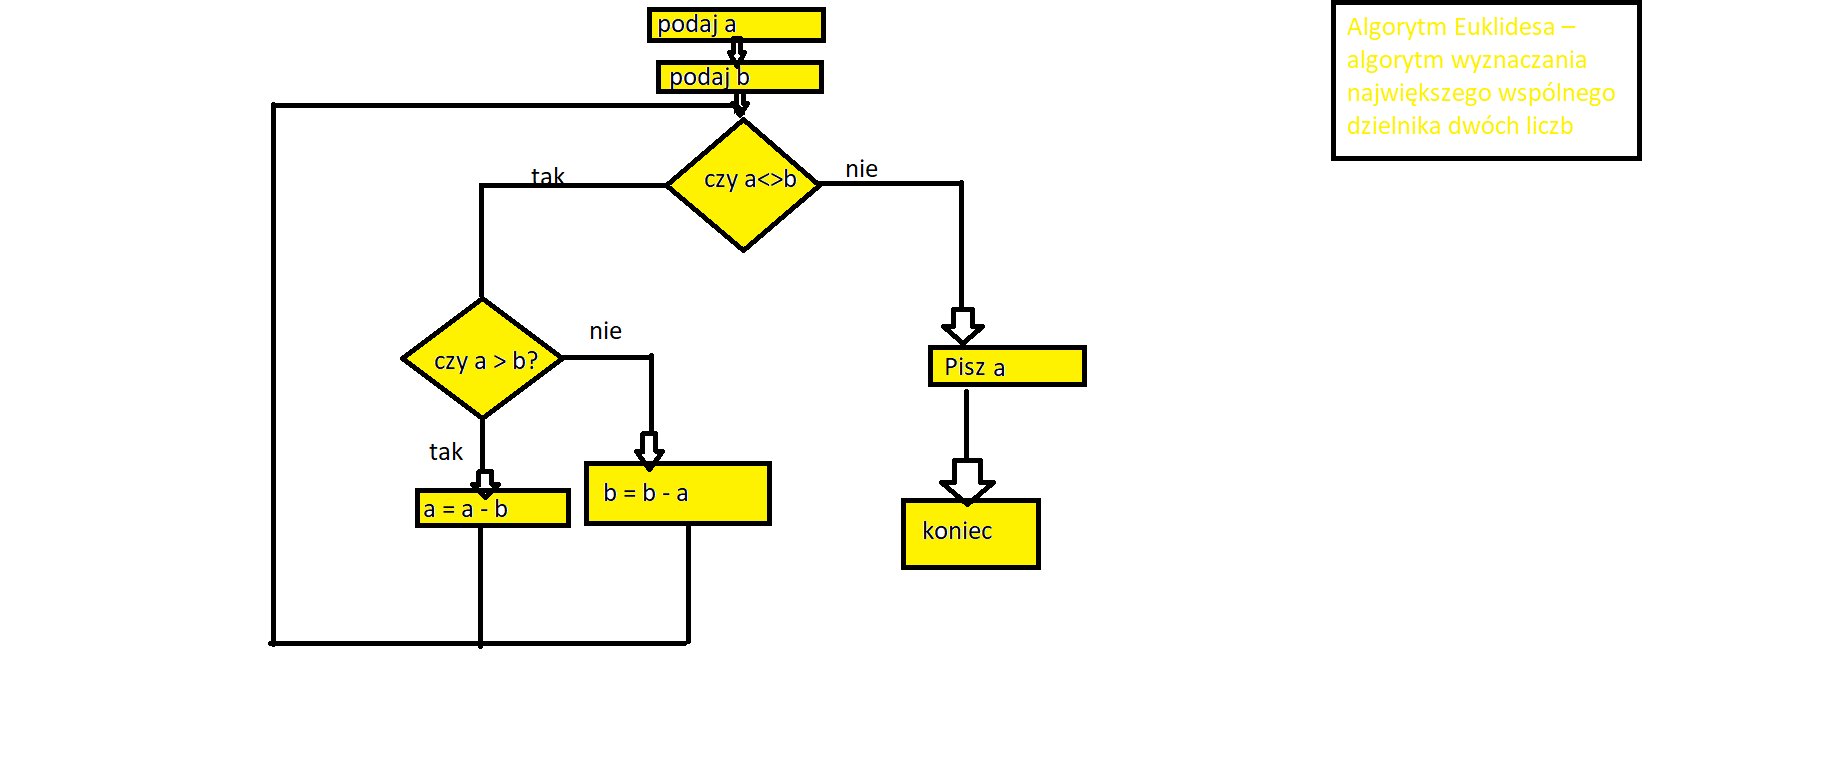 podaj a
podaj b
czy a<>b
tak
nie
czy a > b?
nie
tak
a = a - b
b = b - a
Pisz a
koniec
Algorytm Euklidesa –
algorytm wyznaczania
największego wspólnego
dzielnika dwóch liczb